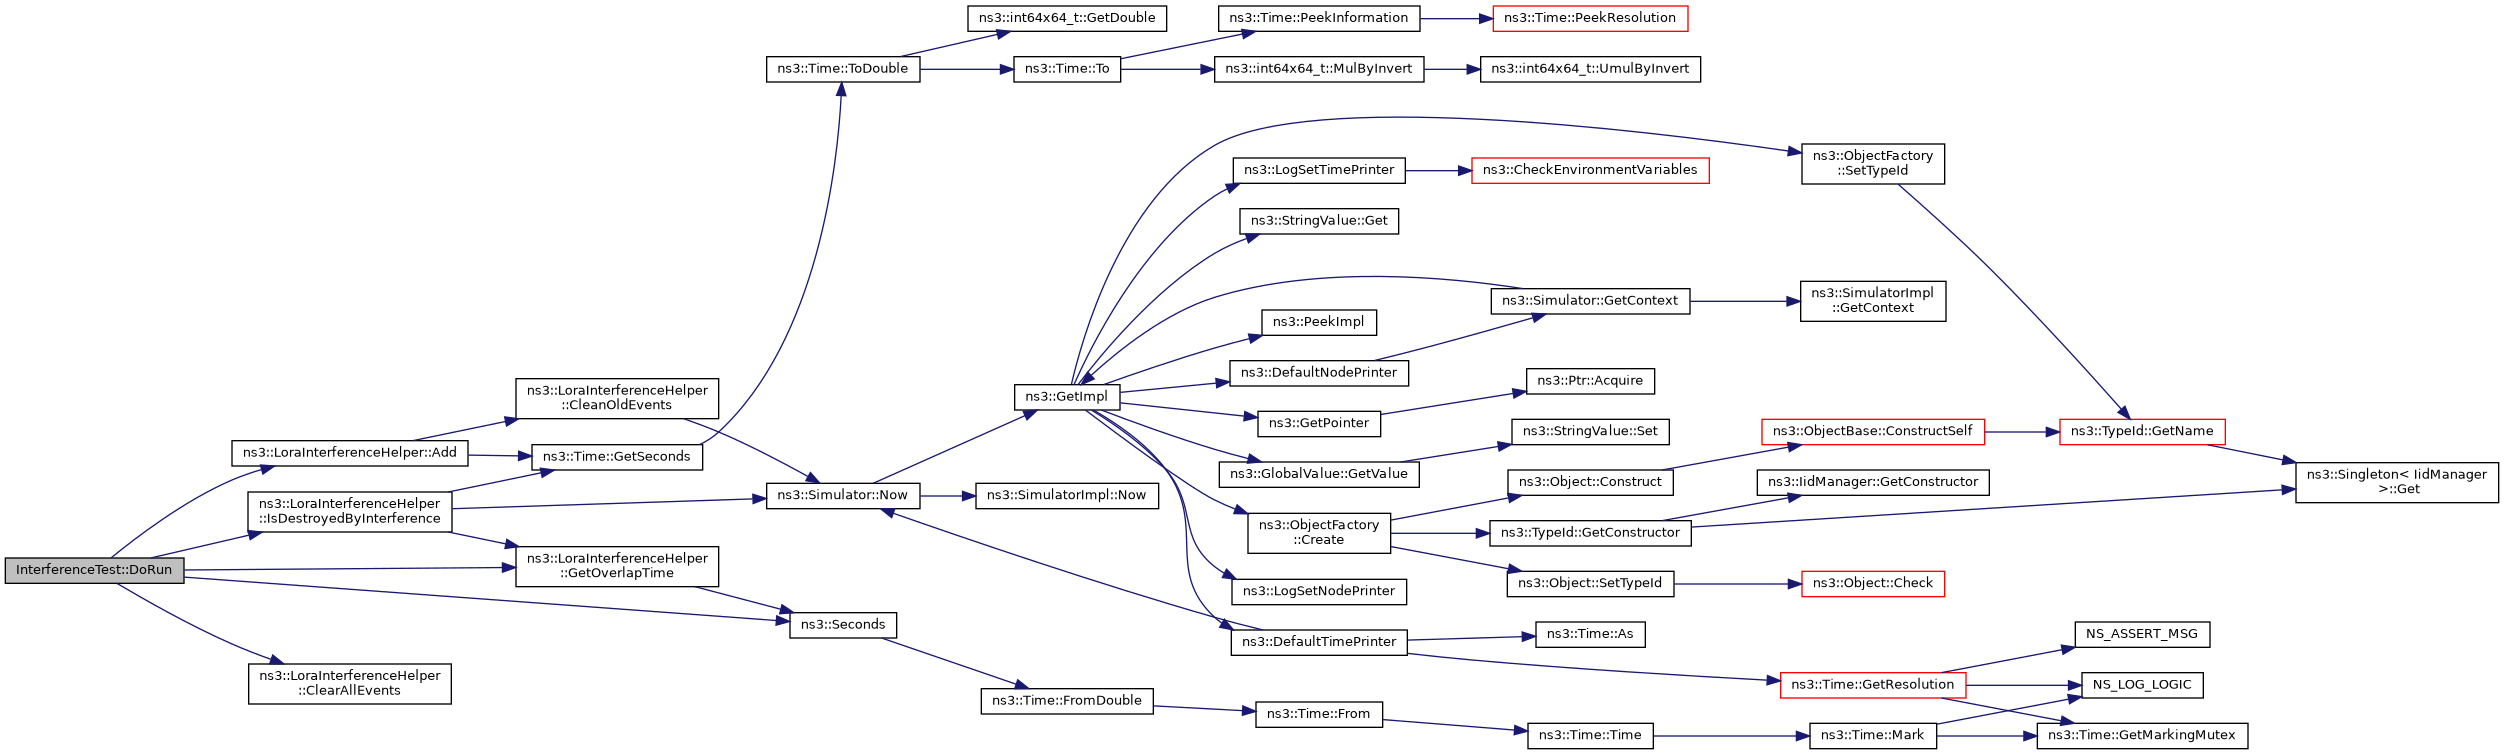 ns3::int64x64_t::GetDouble
ns3::Time::PeekInformation
ns3::Time::PeekResolution
ns3::Time::ToDouble
ns3::Time::To
ns3::int64x64_t::MulByInvert
ns3::int64x64_t::UmulByInvert
ns3::LogSetTimePrinter
ns3::CheckEnvironmentVariables
ns3::ObjectFactory
::SetTypeId
ns3::StringValue::Get
ns3::Simulator::GetContext
ns3::SimulatorImpl
::GetContext
ns3::PeekImpl
ns3::DefaultNodePrinter
ns3::Ptr::Acquire
ns3::LoraInterferenceHelper
::CleanOldEvents
ns3::GetImpl
ns3::GetPointer
ns3::StringValue::Set
ns3::ObjectBase::ConstructSelf
ns3::TypeId::GetName
ns3::LoraInterferenceHelper::Add
ns3::Time::GetSeconds
ns3::GlobalValue::GetValue
ns3::Object::Construct
ns3::IidManager::GetConstructor
ns3::Singleton< IidManager
>::Get
ns3::LoraInterferenceHelper
::IsDestroyedByInterference
ns3::Simulator::Now
ns3::SimulatorImpl::Now
ns3::ObjectFactory
::Create
ns3::TypeId::GetConstructor
InterferenceTest::DoRun
ns3::LoraInterferenceHelper
::GetOverlapTime
ns3::Object::SetTypeId
ns3::Object::Check
ns3::LogSetNodePrinter
ns3::Seconds
ns3::DefaultTimePrinter
ns3::Time::As
NS_ASSERT_MSG
ns3::LoraInterferenceHelper
::ClearAllEvents
ns3::Time::GetResolution
NS_LOG_LOGIC
ns3::Time::FromDouble
ns3::Time::From
ns3::Time::Time
ns3::Time::Mark
ns3::Time::GetMarkingMutex